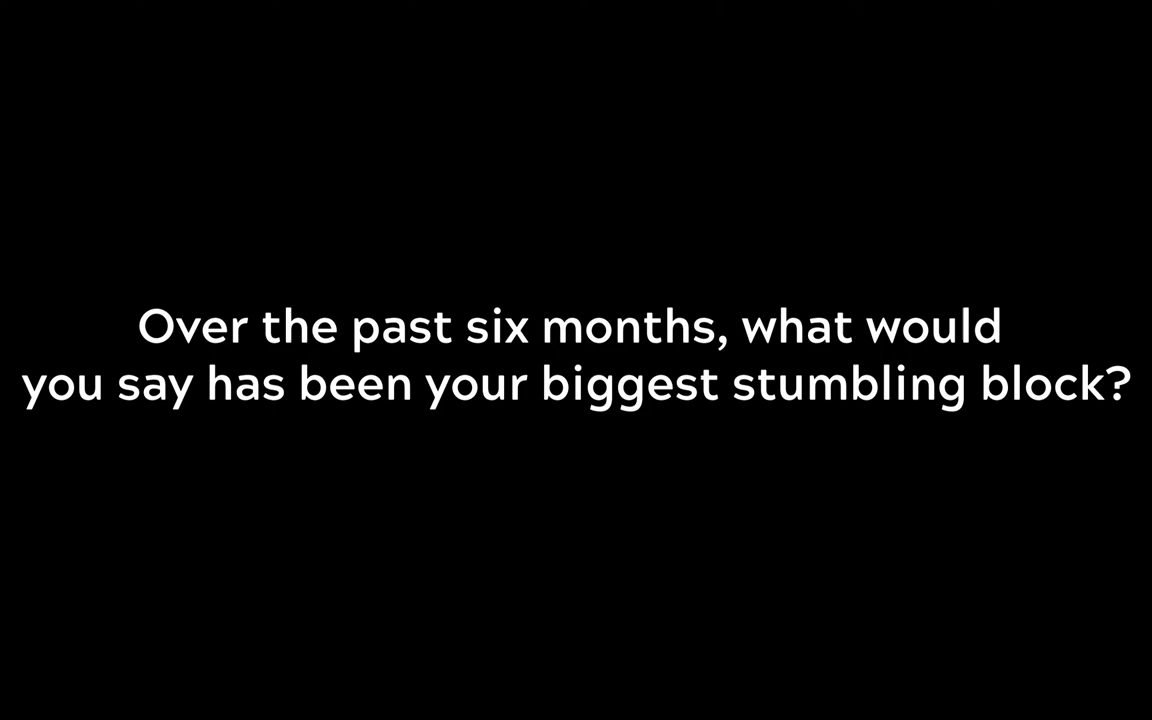 Over the past six months, what would
you say has been your biggest stumbling block?